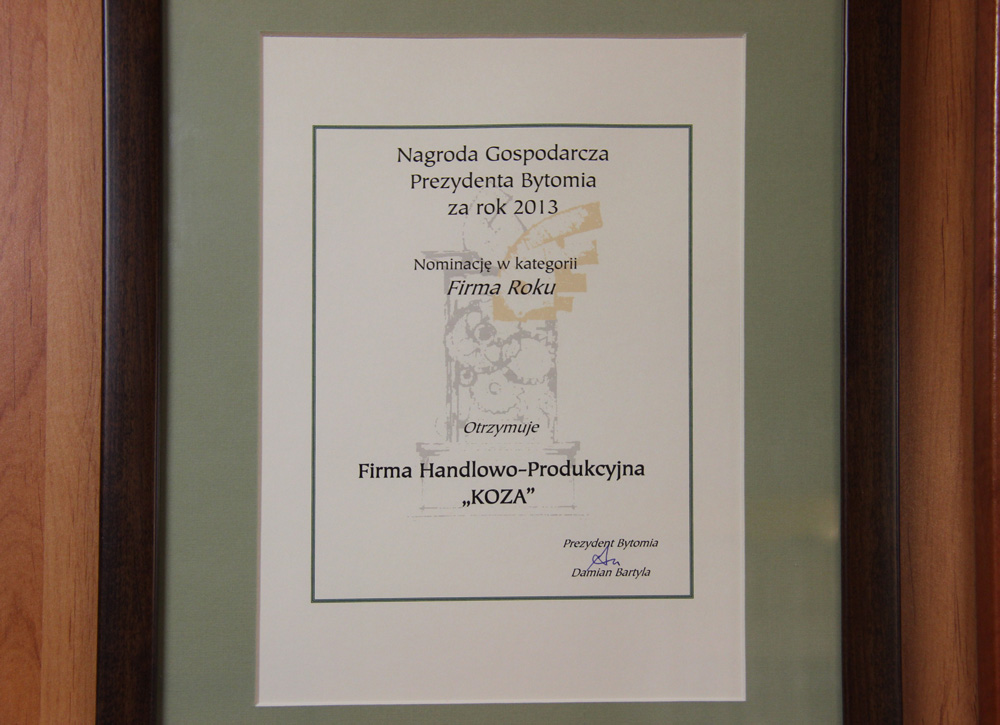 Nagroda Gospodarcza
Prezydenta Bytomia
za rok 2013
Nominację w kategorii
Firma Roku
Otrzymuje
Firma Handlowo-Produkcyjna
„KOZA”
Prezydent Bytomia
Damian Bartyla